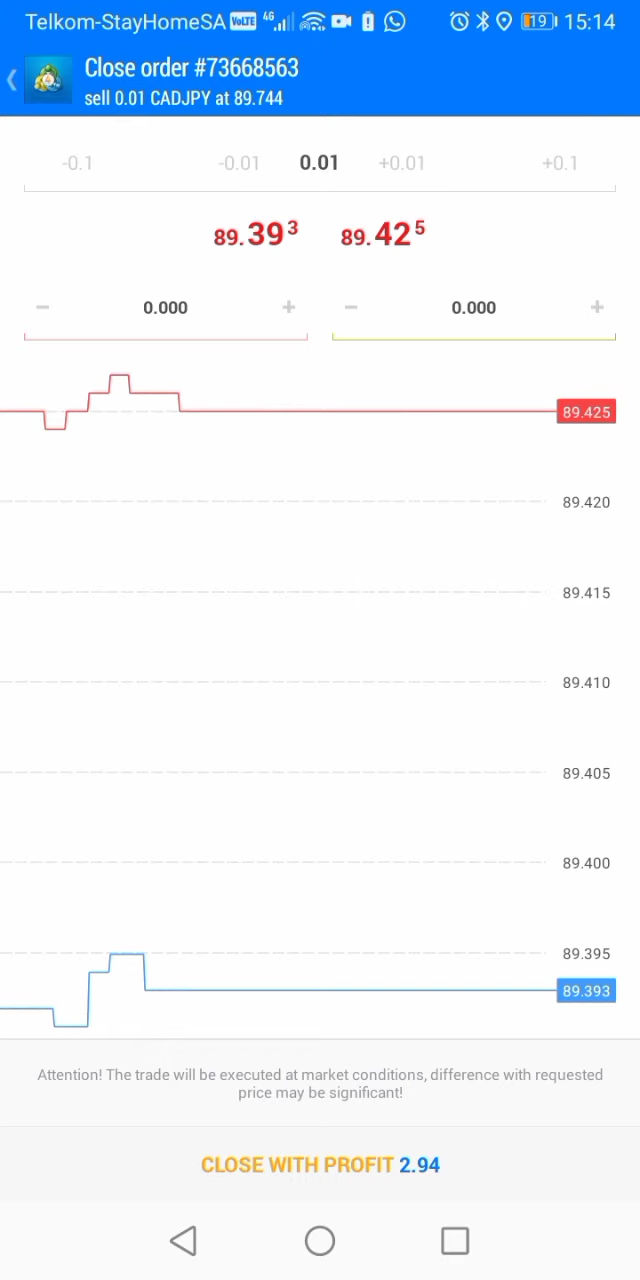 Telkom-StayHomeSA VoLTE 4G 19 15:14
Close order #73668563
sell 0.01 CADJPY at 89.744
-0.1 -0.01 0.01 +0.01 +0.1
89.393 89.425
− 0.000 + − 0.000 +
89.425
89.420
89.415
89.410
89.405
89.400
89.395
89.393
Attention! The trade will be executed at market conditions, difference with requested
price may be significant!
CLOSE WITH PROFIT 2.94